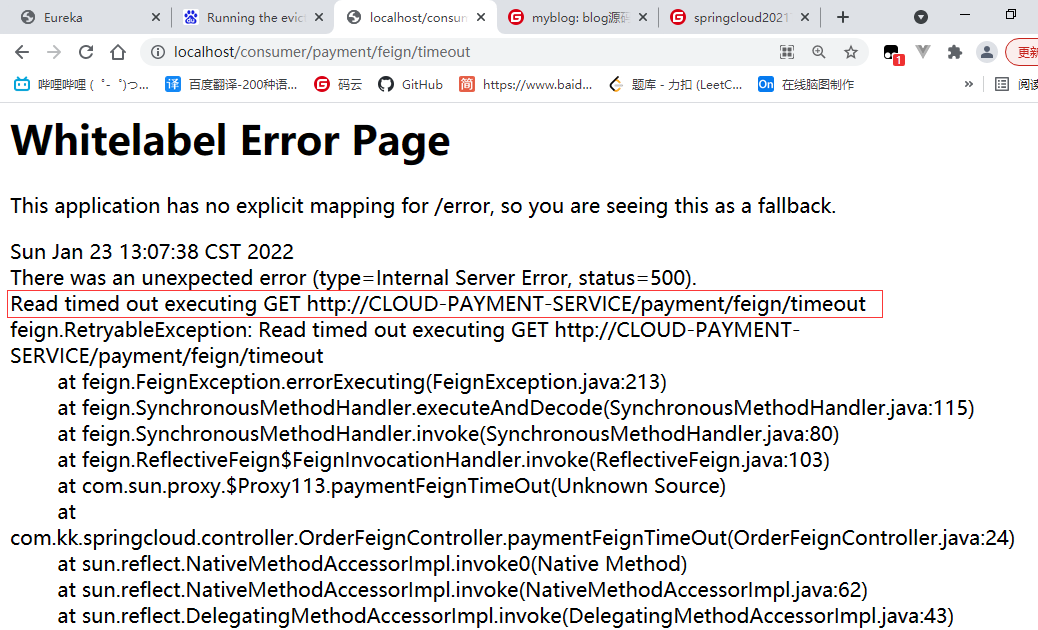 Eureka
Running the evict
localhost/consum
myblog: blog源码
springcloud2021
localhost/consumer/payment/feign/timeout
1
更新
哔哩哔哩 ( ゜- ゜)つ...
译 百度翻译-200种语...
码云
GitHub
简 https://www.baid...
题库 - 力扣 (LeetC...
On 在线脑图制作
»
阅读
Whitelabel Error Page
This application has no explicit mapping for /error, so you are seeing this as a fallback.
Sun Jan 23 13:07:38 CST 2022
There was an unexpected error (type=Internal Server Error, status=500).
Read timed out executing GET http://CLOUD-PAYMENT-SERVICE/payment/feign/timeout
feign.RetryableException: Read timed out executing GET http://CLOUD-PAYMENT-
SERVICE/payment/feign/timeout
at feign.FeignException.errorExecuting(FeignException.java:213)
at feign.SynchronousMethodHandler.executeAndDecode(SynchronousMethodHandler.java:115)
at feign.SynchronousMethodHandler.invoke(SynchronousMethodHandler.java:80)
at feign.ReflectiveFeign$FeignInvocationHandler.invoke(ReflectiveFeign.java:103)
at com.sun.proxy.$Proxy113.paymentFeignTimeOut(Unknown Source)
at
com.kk.springcloud.controller.OrderFeignController.paymentFeignTimeOut(OrderFeignController.java:24)
at sun.reflect.NativeMethodAccessorImpl.invoke0(Native Method)
at sun.reflect.NativeMethodAccessorImpl.invoke(NativeMethodAccessorImpl.java:62)
at sun.reflect.DelegatingMethodAccessorImpl.invoke(DelegatingMethodAccessorImpl.java:43)